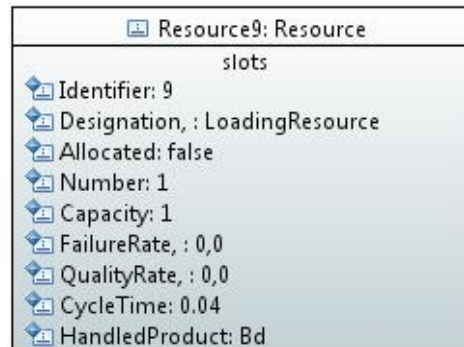 Resource9: Resource
slots
Identifier: 9
Designation, : LoadingResource
Allocated: false
Number: 1
Capacity: 1
FailureRate, : 0,0
QualityRate, : 0,0
CycleTime: 0.04
HandledProduct: Bd